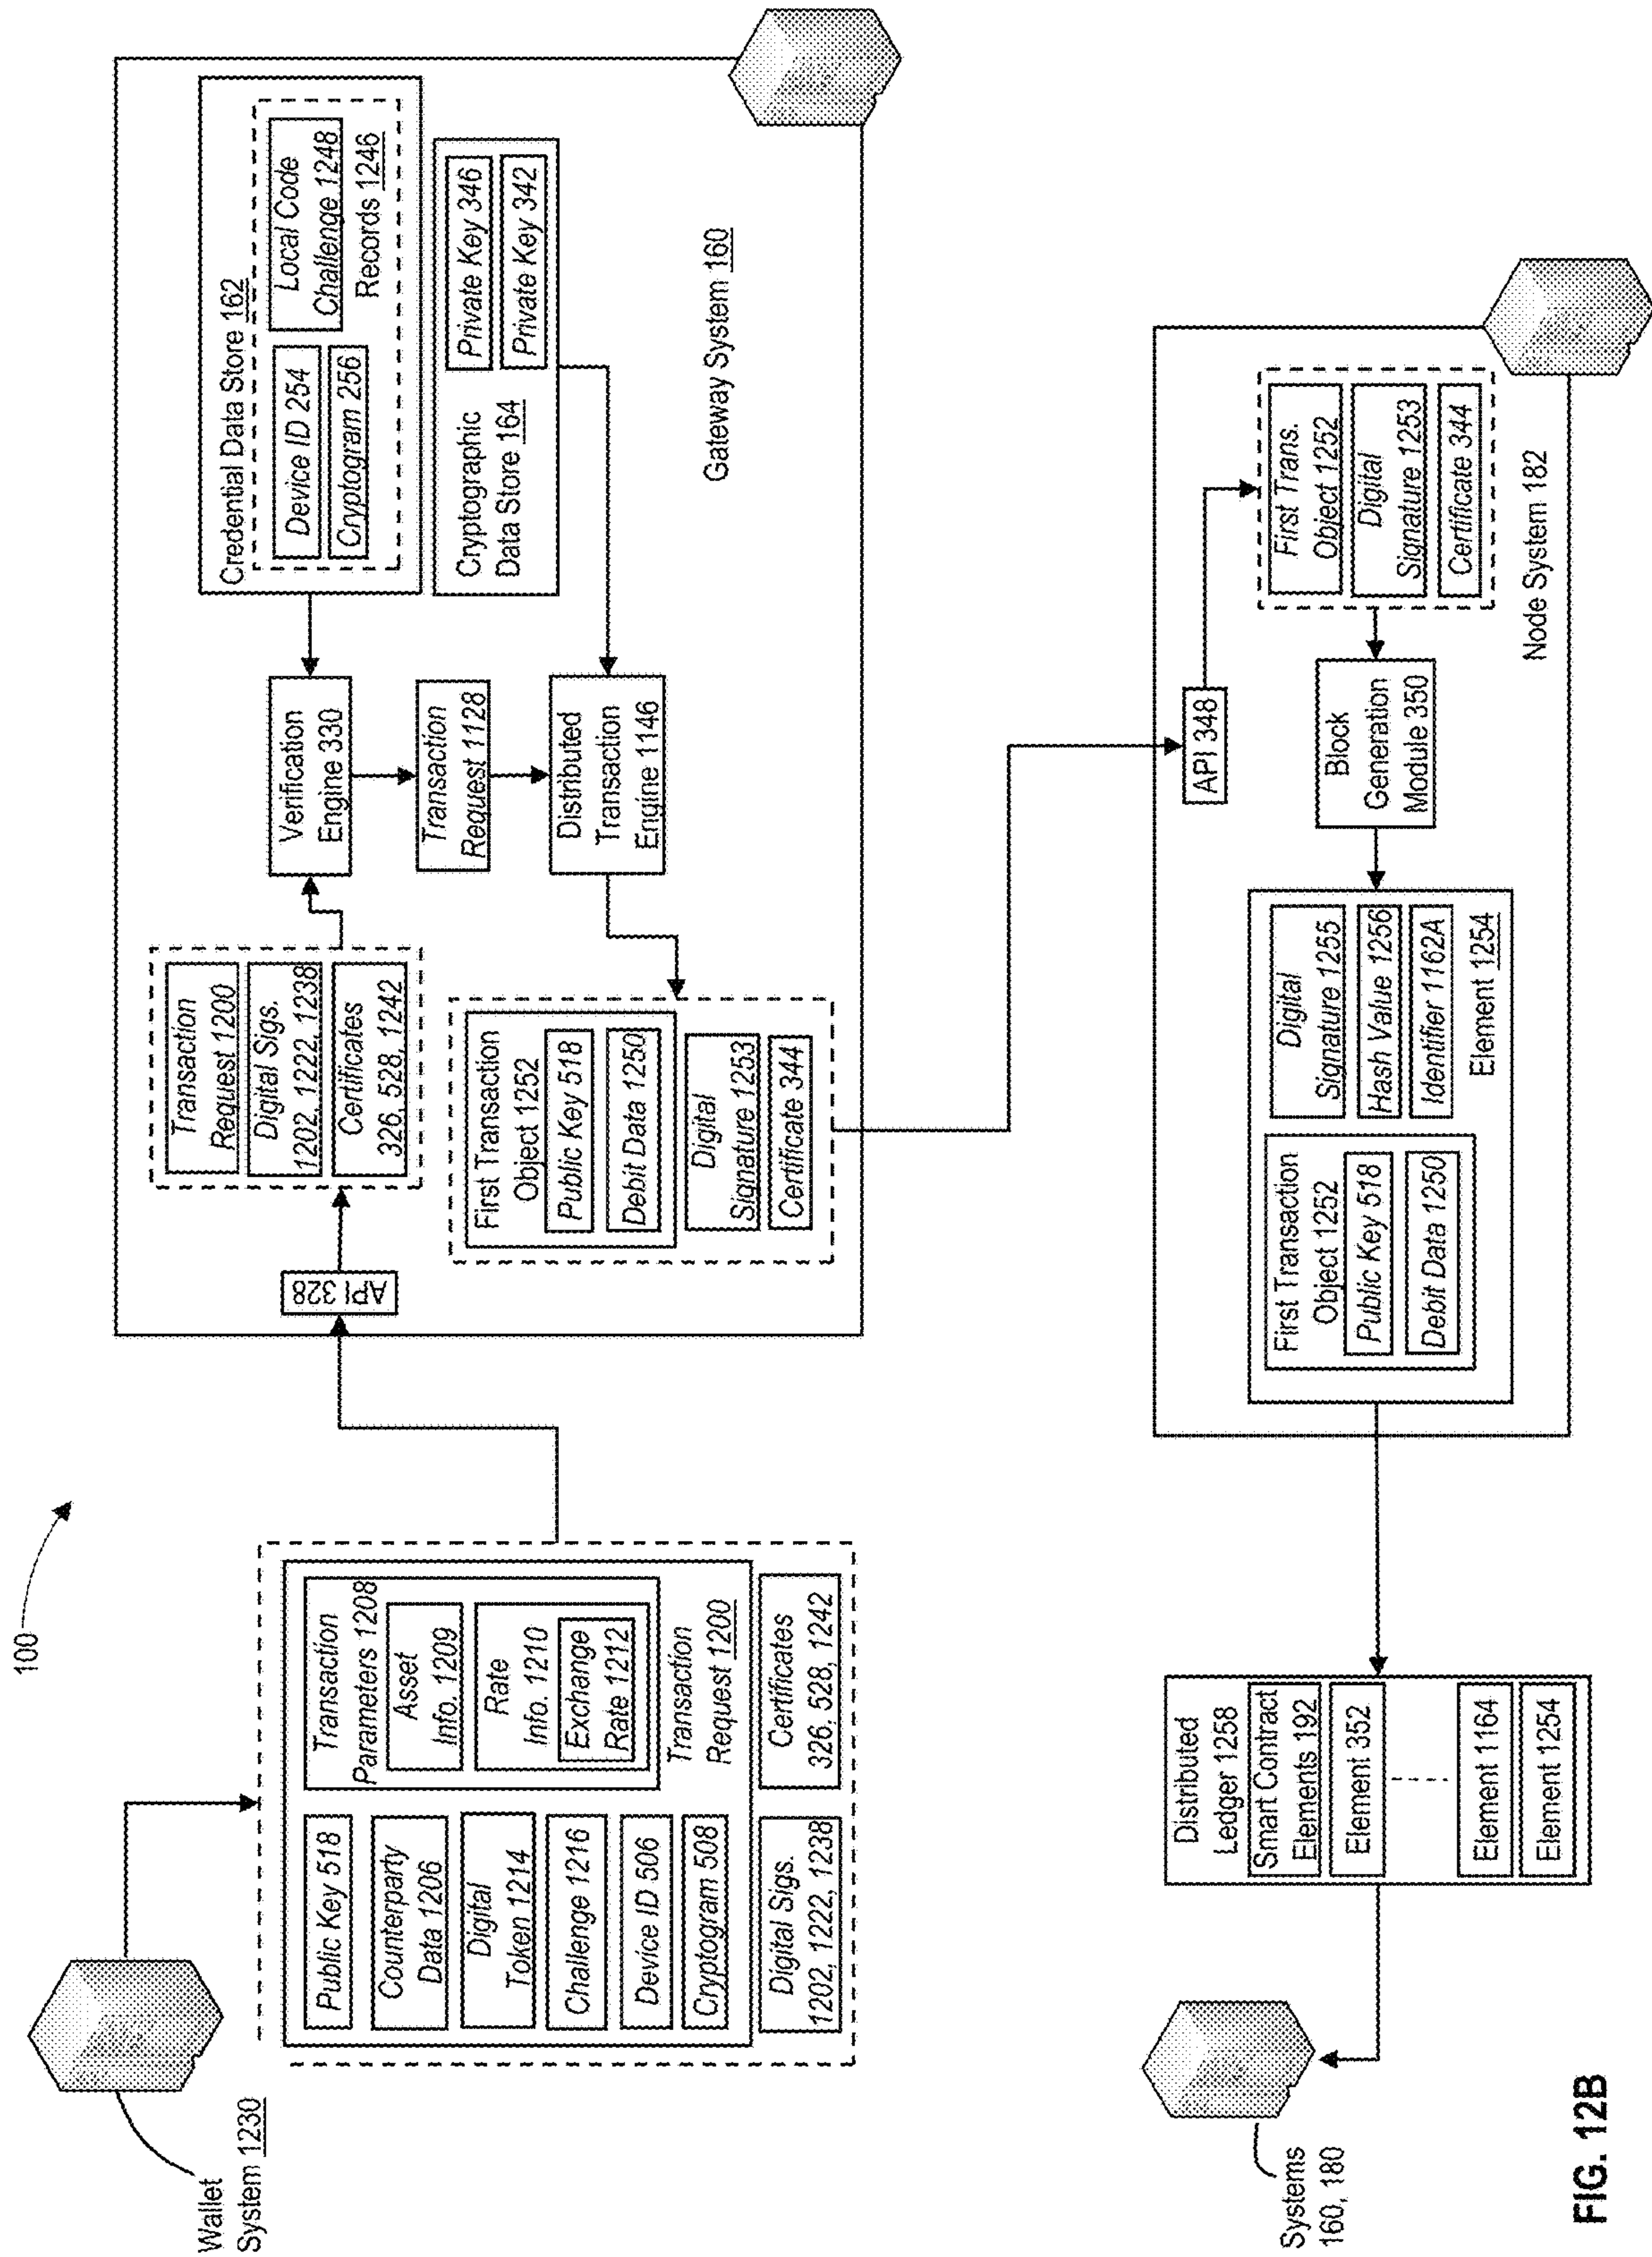 100
Wallet
System 1230
Public Key 518
Counterparty
Data 1206
Digital
Token 1214
Challenge 1216
Device ID 506
Cryptogram 508
Transaction
Parameters 1208
Asset
Info. 1209
Rate
Info. 1210
Exchange
Rate 1212
Transaction
Request 1200
Digital Sigs.
1202, 1222, 1238
Certificates
326, 528, 1242
API 328
Transaction
Request 1200
Digital Sigs.
1202, 1222, 1238
Certificates
326, 528, 1242
Verification
Engine 330
Credential Data Store 162
Device ID 254
Cryptogram 256
Local Code
Challenge 1248
Records 1246
Transaction
Request 1128
Cryptographic
Data Store 164
Private Key 346
Private Key 342
Distributed
Transaction
Engine 1146
First Transaction
Object 1252
Public Key 518
Debit Data 1250
Digital
Signature 1253
Certificate 344
Gateway System 160
API 348
First Trans.
Object 1252
Digital
Signature 1253
Certificate 344
Block
Generation
Module 350
First Transaction
Object 1252
Public Key 518
Debit Data 1250
Digital
Signature 1255
Hash Value 1256
Identifier 1162A
Element 1254
Node System 182
Distributed
Ledger 1258
Smart Contract
Elements 192
Element 352
Element 1164
Element 1254
Systems
160, 180
FIG. 12B